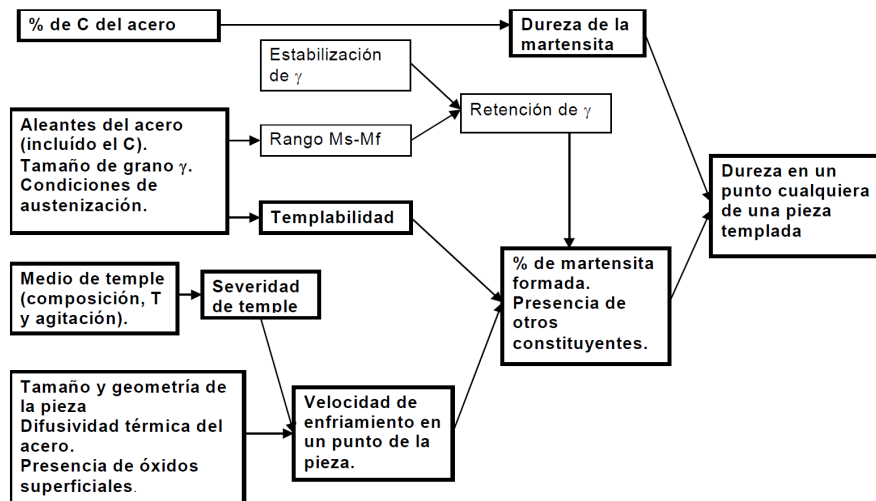 % de C del acero
Dureza de la
martensita
Estabilización
de γ
Retención de γ
Aleantes del acero
(incluído el C).
Tamaño de grano γ.
Condiciones de
austenización.
Rango Ms-Mf
Templabilidad
Dureza en un
punto cualquiera
de una pieza
templada
Medio de temple
(composición, T
y agitación).
Severidad
de temple
% de martensita
formada.
Presencia de
otros
constituyentes.
Tamaño y geometría de
la pieza
Difusividad térmica del
acero.
Presencia de óxidos
superficiales.
Velocidad de
enfriamiento en
un punto de la
pieza.